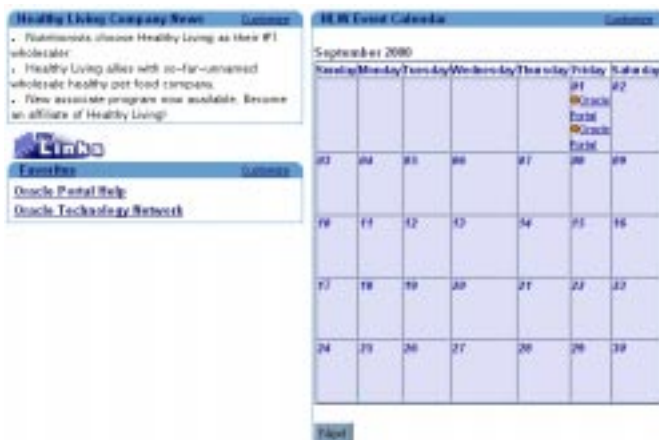 Healthy Living Company News Customize
. Nutritionists choose Healthy Living as their #1
wholesaler
. Healthy Living allies with so-far-unnamed
wholesale healthy pet food company.
. New associate program now available. Become
an affiliate of Healthy Living!
Links
Favorites Customize
Oracle Portal Help
Oracle Technology Network
HLW Event Calendar Customize
September 2000
Sunday Monday Tuesday Wednesday Thursday Friday Saturday
01 02
Oracle
Portal
Oracle
Portal
03 04 05 06 07 08 09
10 11 12 13 14 15 16
17 18 19 20 21 22 23
24 25 26 27 28 29 30
Next